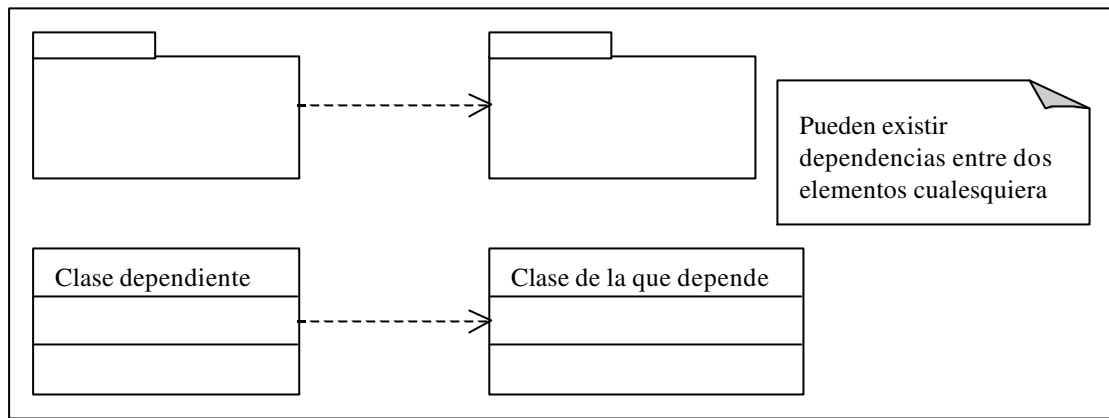 Pueden existir
dependencias entre dos
elementos cualesquiera
Clase dependiente
Clase de la que depende